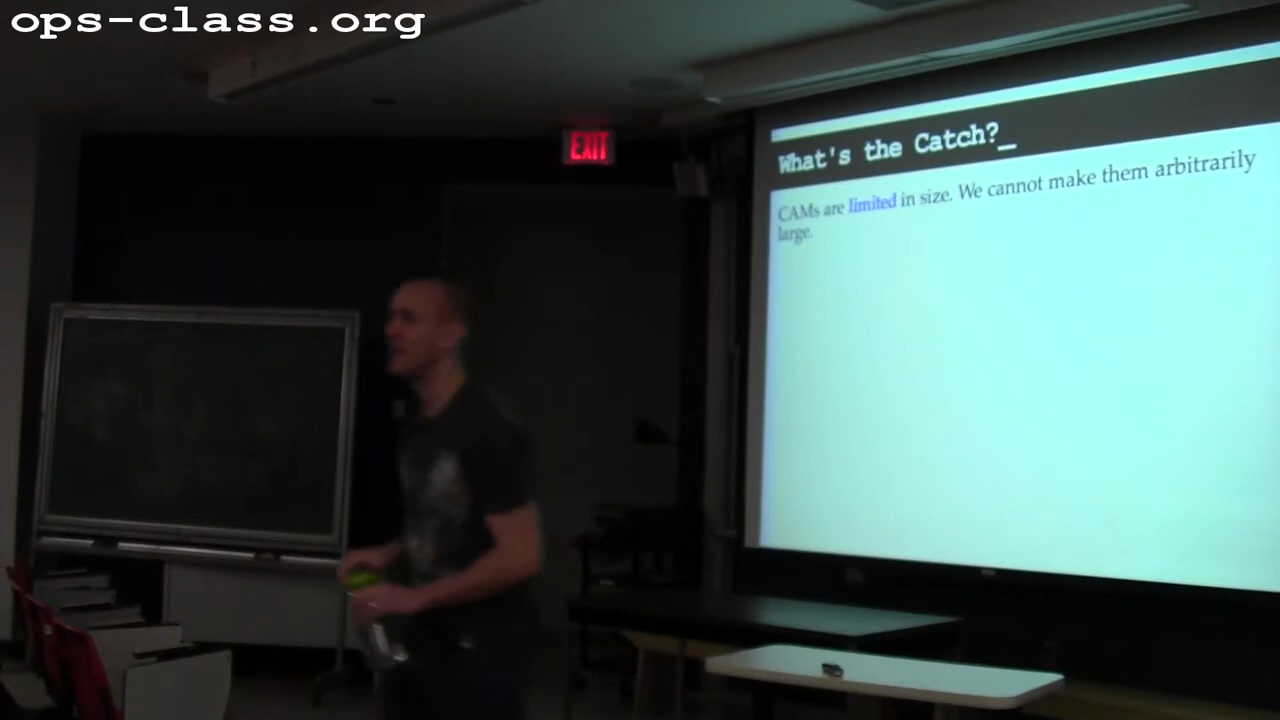 ops-class.org
EXIT
What's the Catch?_
CAMs are limited in size. We cannot make them arbitrarily
large.